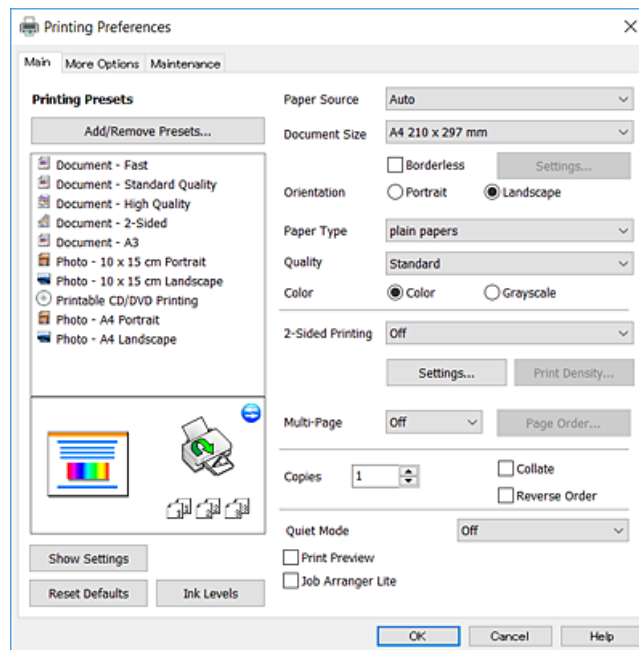 Printing Preferences
Main More Options Maintenance
Printing Presets
Add/Remove Presets...
Document - Fast
Document - Standard Quality
Document - High Quality
Document - 2-Sided
Document - A3
Photo - 10 x 15 cm Portrait
Photo - 10 x 15 cm Landscape
Printable CD/DVD Printing
Photo - A4 Portrait
Photo - A4 Landscape
Show Settings
Reset Defaults Ink Levels
Paper Source Auto
Document Size A4 210 x 297 mm
Borderless Settings...
Orientation Portrait Landscape
Paper Type plain papers
Quality Standard
Color Color Grayscale
2-Sided Printing Off
Settings... Print Density...
Multi-Page Off Page Order...
Copies 1 Collate
Reverse Order
Quiet Mode Off
Print Preview
Job Arranger Lite
OK Cancel Help